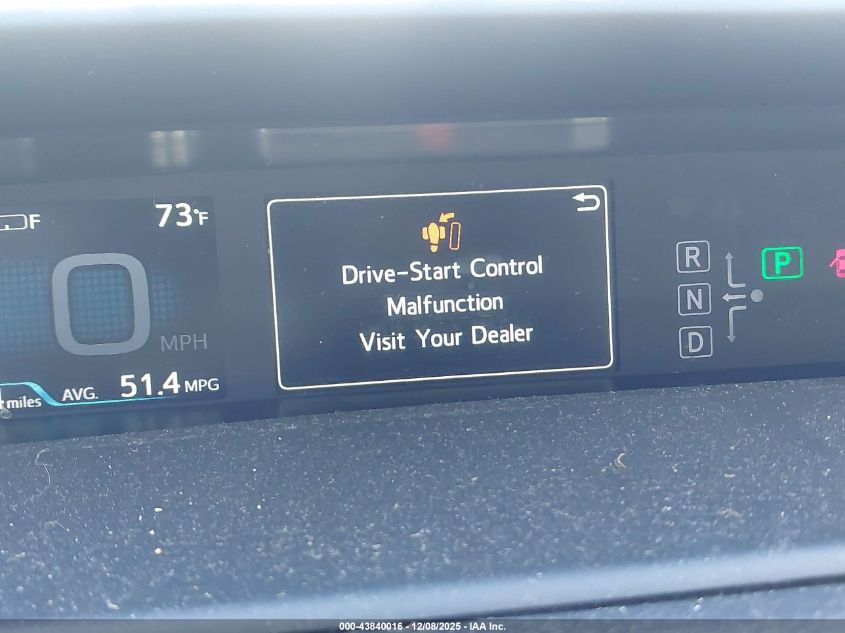 F
73°F
MPH
miles AVG. 51.4 MPG
Drive-Start Control
Malfunction
Visit Your Dealer
R
N
D
P
000-43840016 - 12/08/2025 - IAA Inc.